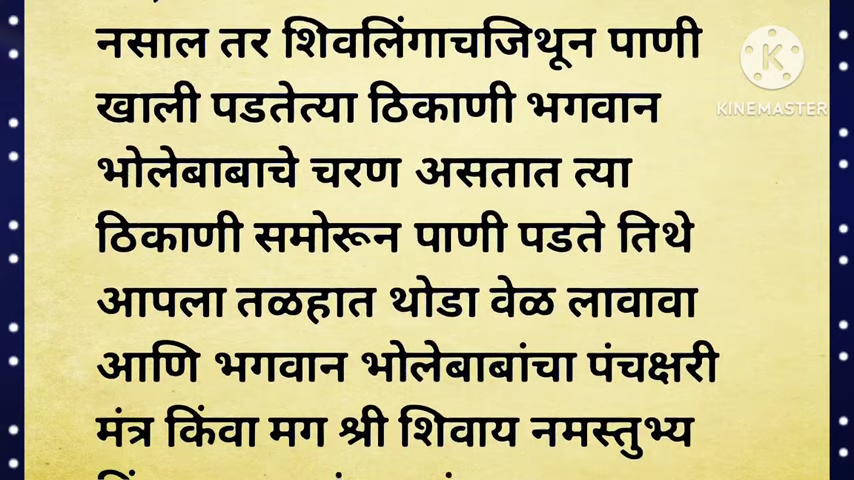 नसाल तर शिवलिंगाचजिथून पाणी
खाली पडतेत्या ठिकाणी भगवान
भोलेबाबाचे चरण असतात त्या
ठिकाणी समोरून पाणी पडते तिथे
आपला तळहात थोडा वेळ लावावा
आणि भगवान भोलेबाबांचा पंचक्षरी
मंत्र किंवा मग श्री शिवाय नमस्तुभ्य
K
KINEMASTER